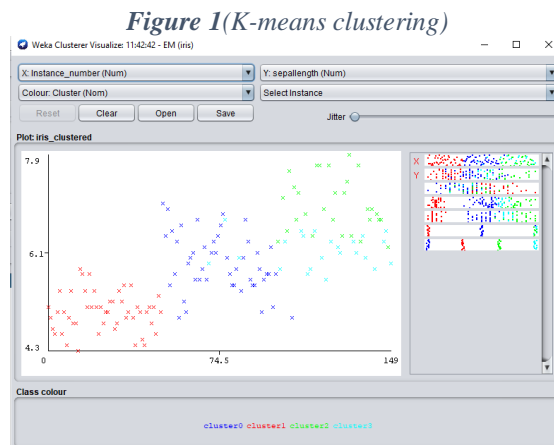 Figure 1(K-means clustering)
Weka Clusterer Visualize: 11:42:42 - EM (iris)
X: Instance_number (Num) Y: sepallength (Num)
Colour: Cluster (Nom) Select Instance
Reset Clear Open Save Jitter
Plot: iris_clustered
7.9
X
Y
6.1
4.3
0 74.5 149
Class colour
cluster0 cluster1 cluster2 cluster3